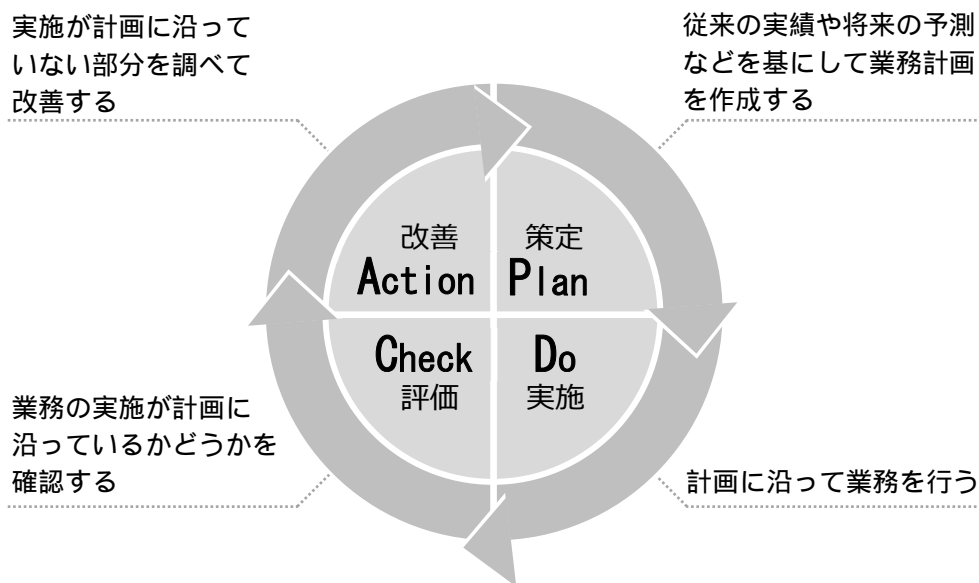 実施が計画に沿って
いない部分を調べて
改善する
従来の実績や将来の予測
などを基にして業務計画
を作成する
改善
Action
策定
Plan
Check
評価
Do
実施
業務の実施が計画に
沿っているかどうかを
確認する
計画に沿って業務を行う